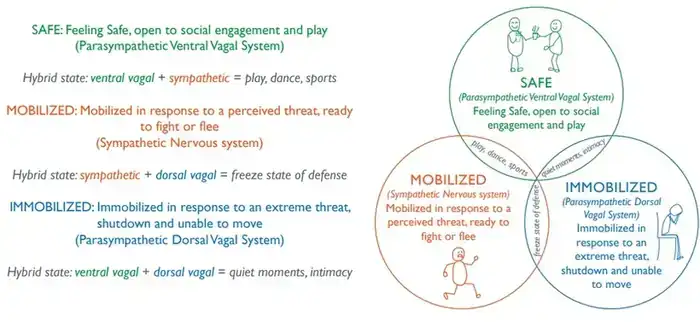 SAFE: Feeling Safe, open to social engagement and play
(Parasympathetic Ventral Vagal System)
Hybrid state: ventral vagal + sympathetic = play, dance, sports
MOBILIZED: Mobilized in response to a perceived threat, ready
to fight or flee
(Sympathetic Nervous system)
Hybrid state: sympathetic + dorsal vagal = freeze state of defense
IMMOBILIZED: Immobilized in response to an extreme threat,
shutdown and unable to move
(Parasympathetic Dorsal Vagal System)
Hybrid state: ventral vagal + dorsal vagal = quiet moments, intimacy
SAFE
(Parasympathetic Ventral Vagal System)
Feeling Safe, open to social
engagement and play
play, dance, sports
quiet moments, intimacy
freeze state of defense
MOBILIZED
(Sympathetic Nervous system)
Mobilized in response to a
perceived threat, ready to
fight or flee
IMMOBILIZED
(Parasympathetic Dorsal
Vagal System)
Immobilized in
response to an
extreme threat,
shutdown and unable
to move